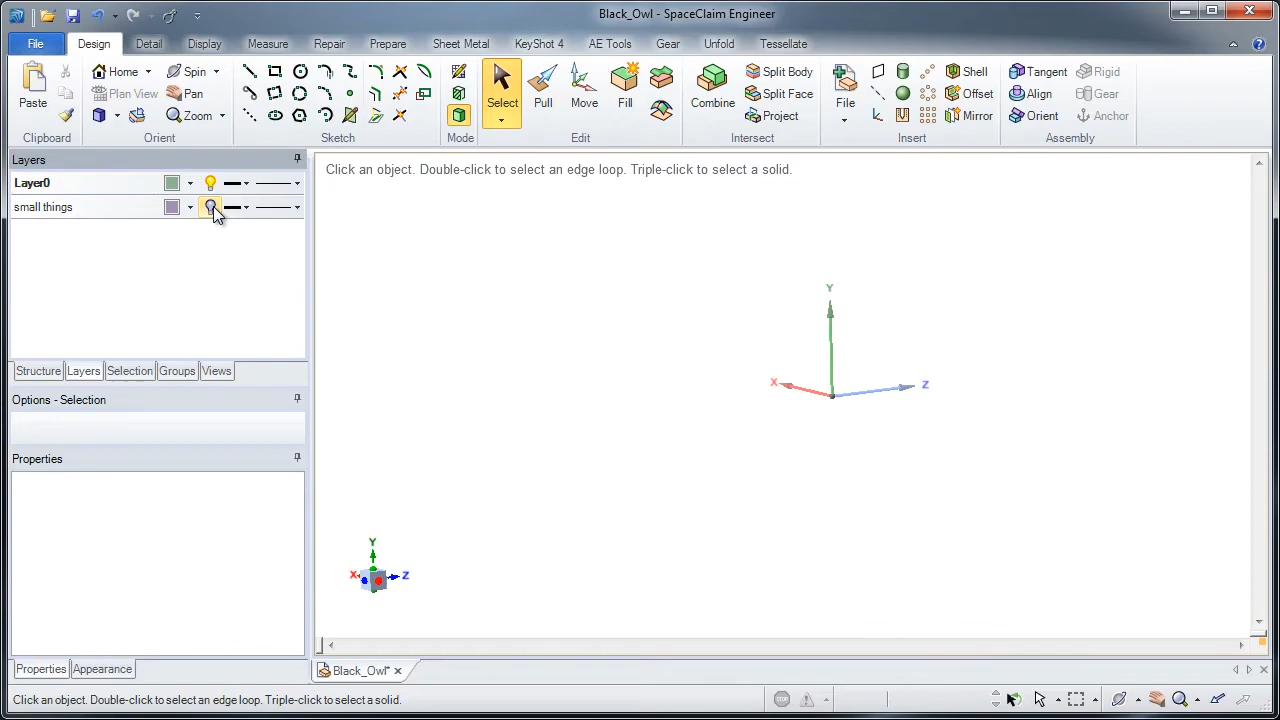 Black_Owl - SpaceClaim Engineer
File Design Detail Display Measure Repair Prepare Sheet Metal KeyShot 4 AE Tools Gear Unfold Tessellate
Home Spin Split Body Shell Tangent Rigid
Paste Plan View Pan Select Pull Move Fill Combine Split Face File Offset Align Gear
Zoom Project Mirror Orient Anchor
Clipboard Orient Sketch Mode Edit Intersect Insert Assembly
Layers
Layer0
small things
Click an object. Double-click to select an edge loop. Triple-click to select a solid.
Y
X Z
Structure Layers Selection Groups Views
Options - Selection
Properties
Y
X Z
Properties Appearance
Black_Owl*
Click an object. Double-click to select an edge loop. Triple-click to select a solid.